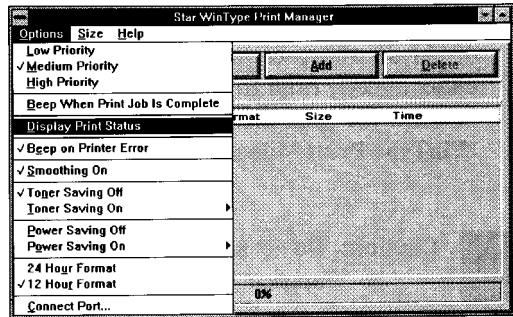 Star WinType Print Manager
Options Size Help
Low Priority
✓Medium Priority
High Priority
Beep When Print Job Is Complete
Display Print Status
✓Beep on Printer Error
✓Smoothing On
✓Toner Saving Off
Toner Saving On
Power Saving Off
Power Saving On
24 Hour Format
✓12 Hour Format
Connect Port...
Add Delete
rmat Size Time
0%